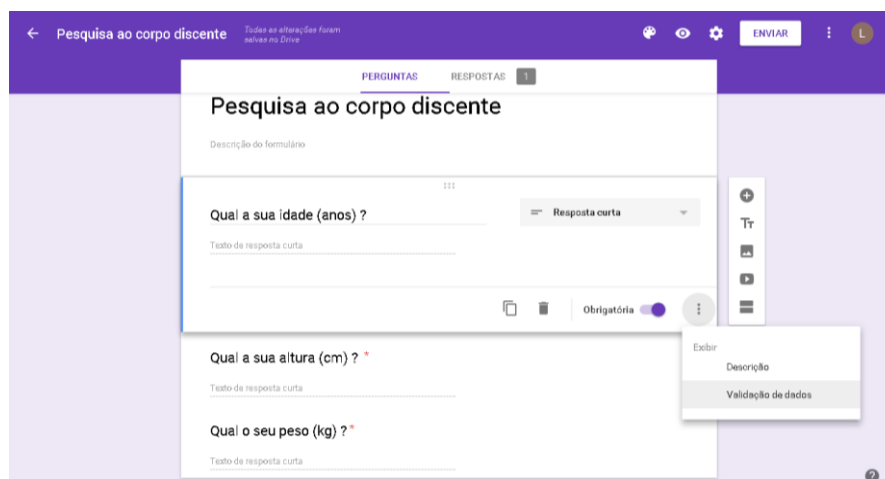 Pesquisa ao corpo discente
Todas as alterações foram
salvas no Drive
ENVIAR
L
PERGUNTAS RESPOSTAS 1
Pesquisa ao corpo discente
Descrição do formulário
Qual a sua idade (anos) ?
Resposta curta
Texto de resposta curta
Obrigatória
Exibir
Descrição
Validação de dados
Qual a sua altura (cm) ? *
Texto de resposta curta
Qual o seu peso (kg) ? *
Texto de resposta curta